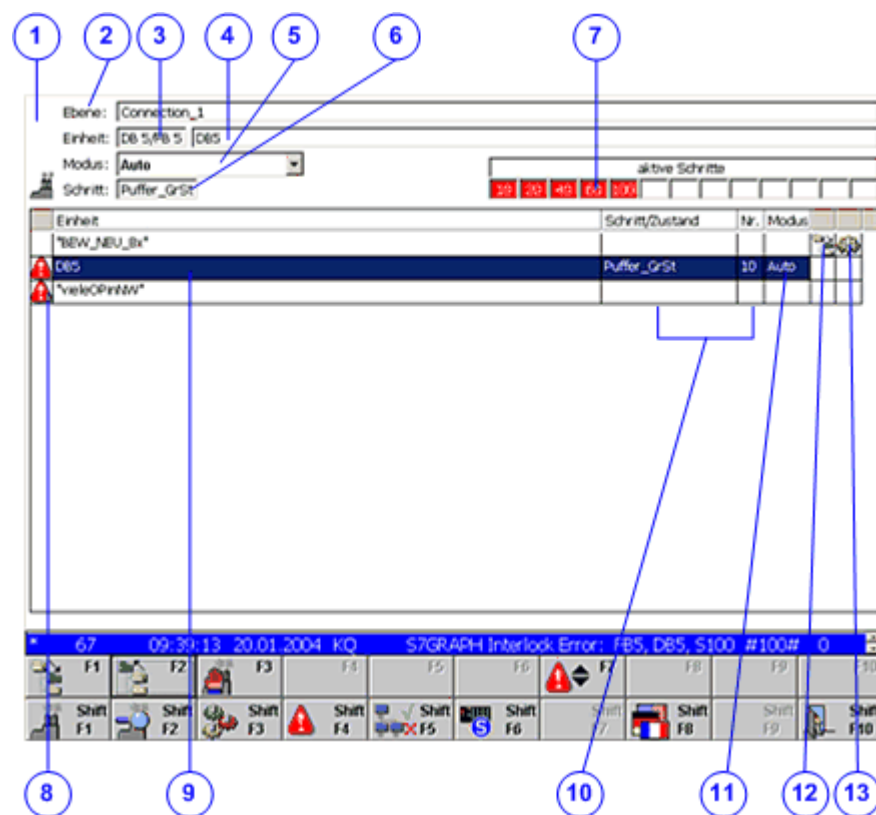 1 2 3 4 5 6 7
Ebene: Connection_1
Einheit: DB 5/FB 5 DB5
Modus: Auto
aktive Schritte
Schritt: Puffer_GrSt 10 20 40 60 100
Einheit Schritt/Zustand Nr. Modus
"BEW_NEU_Bx"
DB5 Puffer_GrSt 10 Auto
"vieleOPinNW"
* 67 09:39:13 20.01.2004 KQ S7GRAPH Interlock Error: FB5, DB5, S100 #100# 0
F1 F2 F3 F4 F5 F6 F7 F8 F9 F10
Shift Shift Shift Shift Shift Shift Shift Shift Shift Shift
F1 F2 F3 F4 F5 S F6 F7 F8 F9 F10
8 9 10 11 12 13